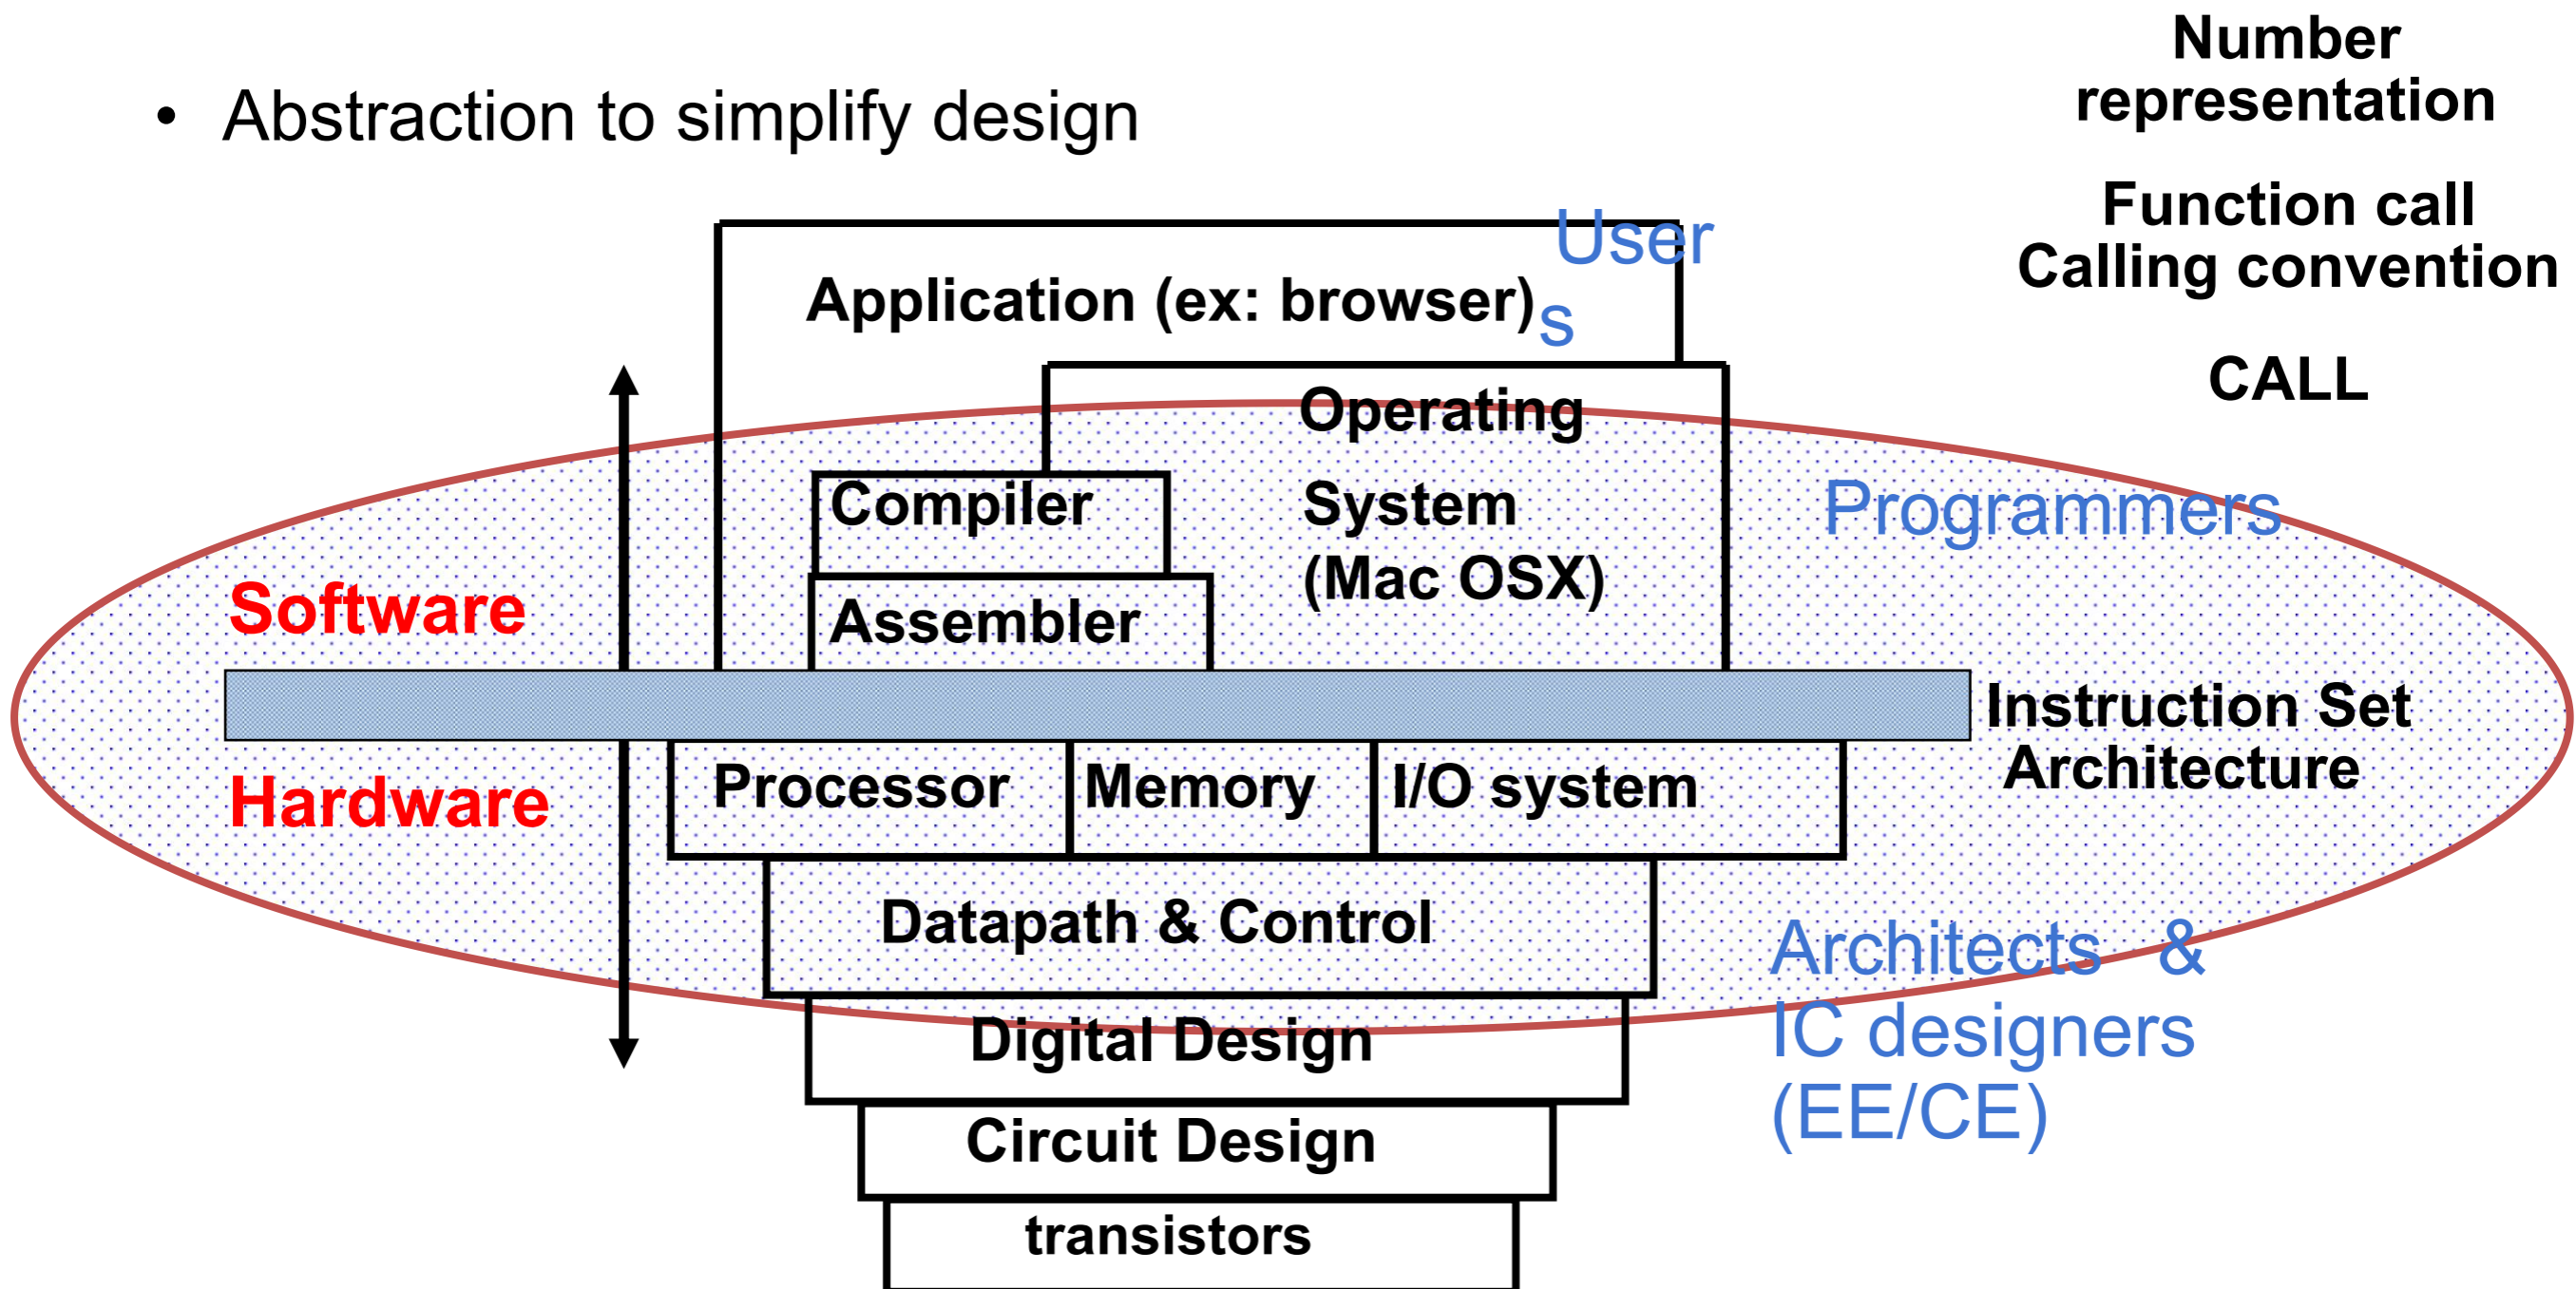 Number
representation
• Abstraction to simplify design
Function call
Calling convention
Users
Application (ex: browser)
CALL
Operating
System
(Mac OSX)
Compiler
Programmers
Assembler
Software
Instruction Set
Architecture
Hardware
Processor
Memory
I/O system
Datapath & Control
Architects &
IC designers
(EE/CE)
Digital Design
Circuit Design
transistors